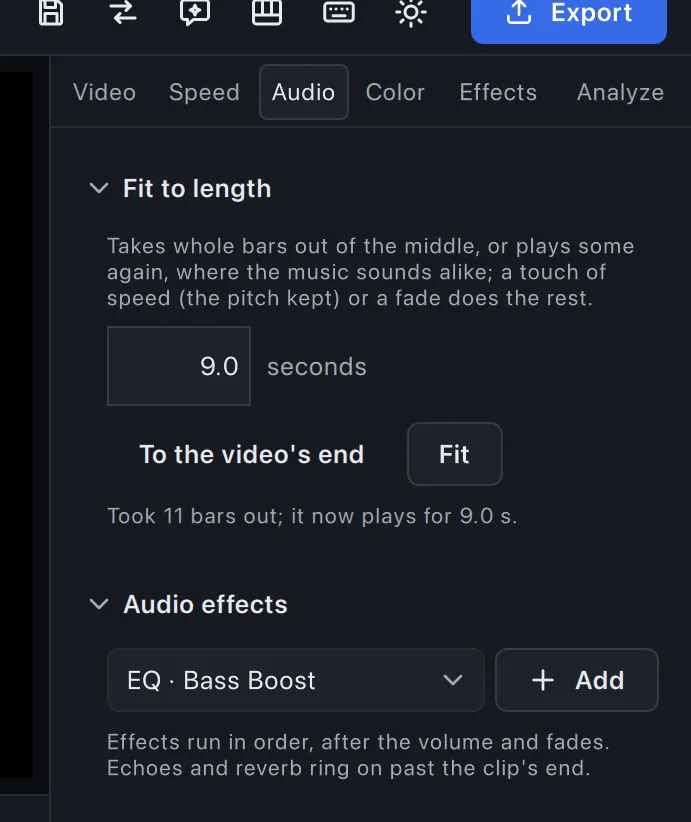 Export
Video Speed Audio Color Effects Analyze
Fit to length
Takes whole bars out of the middle, or plays some
again, where the music sounds alike; a touch of
speed (the pitch kept) or a fade does the rest.
9.0 seconds
To the video's end Fit
Took 11 bars out; it now plays for 9.0 s.
Audio effects
EQ · Bass Boost Add
Effects run in order, after the volume and fades.
Echoes and reverb ring on past the clip's end.